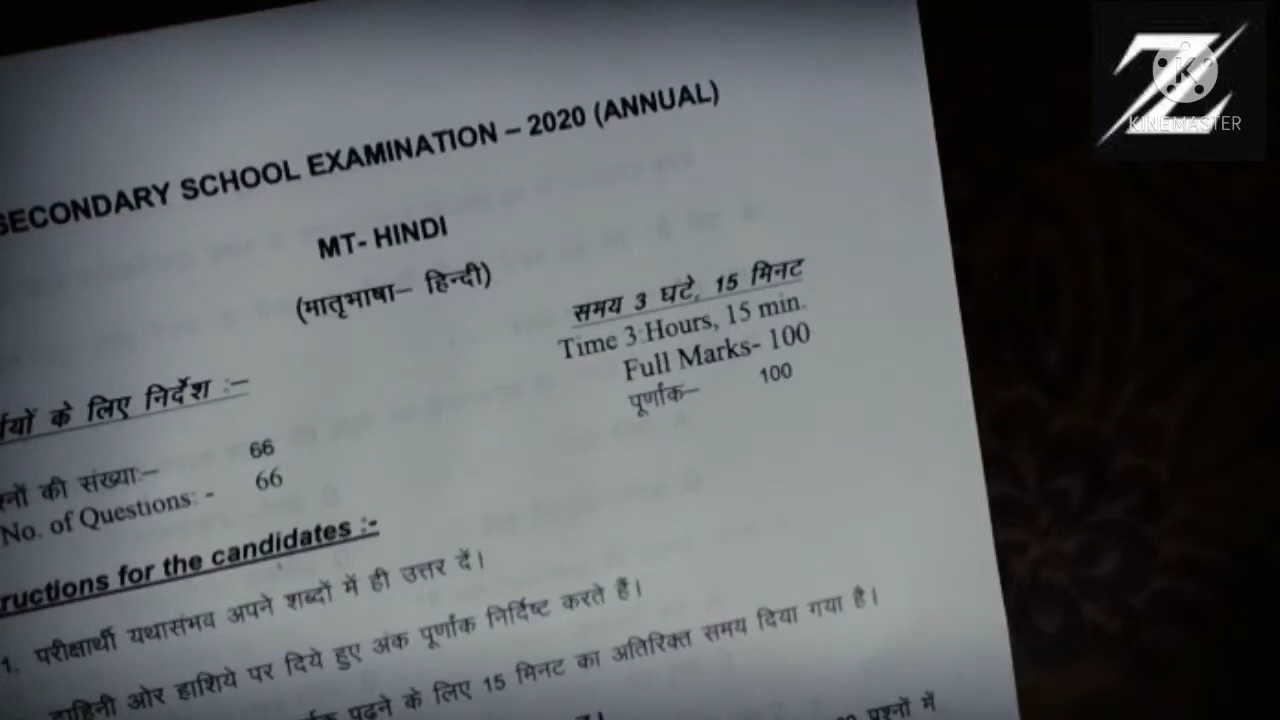 SECONDARY SCHOOL EXAMINATION – 2020 (ANNUAL)
MT- HINDI
(मातृभाषा– हिन्दी)
समय 3 घंटे, 15 मिनट
Time 3 Hours, 15 min.
Full Marks- 100
पूर्णांक– 100
के लिए निर्देश :–
की संख्या:– 66
No. of Questions: - 66
for the candidates :-
1. परीक्षार्थी यथासंभव अपने शब्दों में ही उत्तर दें।
दाहिनी ओर हाशिये पर दिये हुए अंक पूर्णांक निर्दिष्ट करते हैं।
पढ़ने के लिए 15 मिनट का अतिरिक्त समय दिया गया है।
प्रश्नों में
KINEMASTER